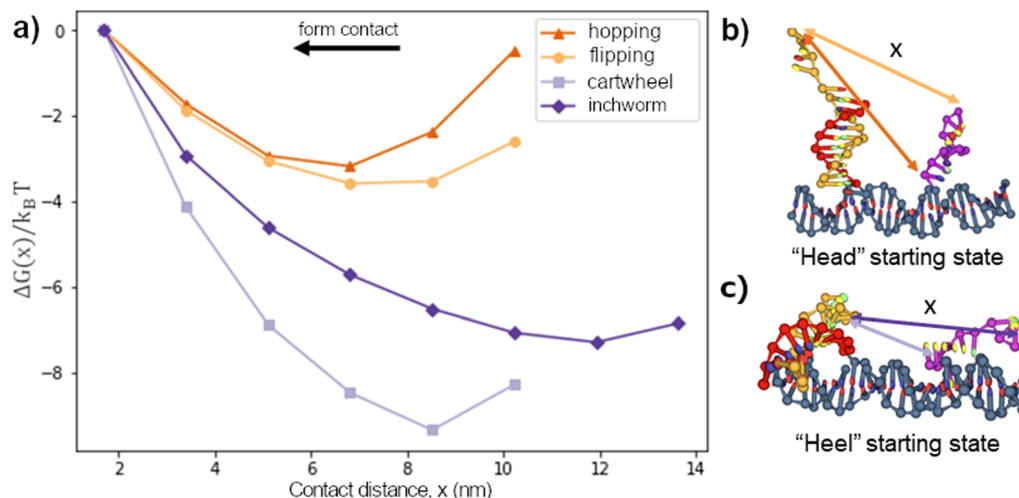 a)
form contact
hopping
flipping
cartwheel
inchworm
0
−2
−4
−6
−8
ΔG(x)/k_BT
2 4 6 8 10 12 14
Contact distance, x (nm)
b)
x
“Head” starting state
c)
x
“Heel” starting state